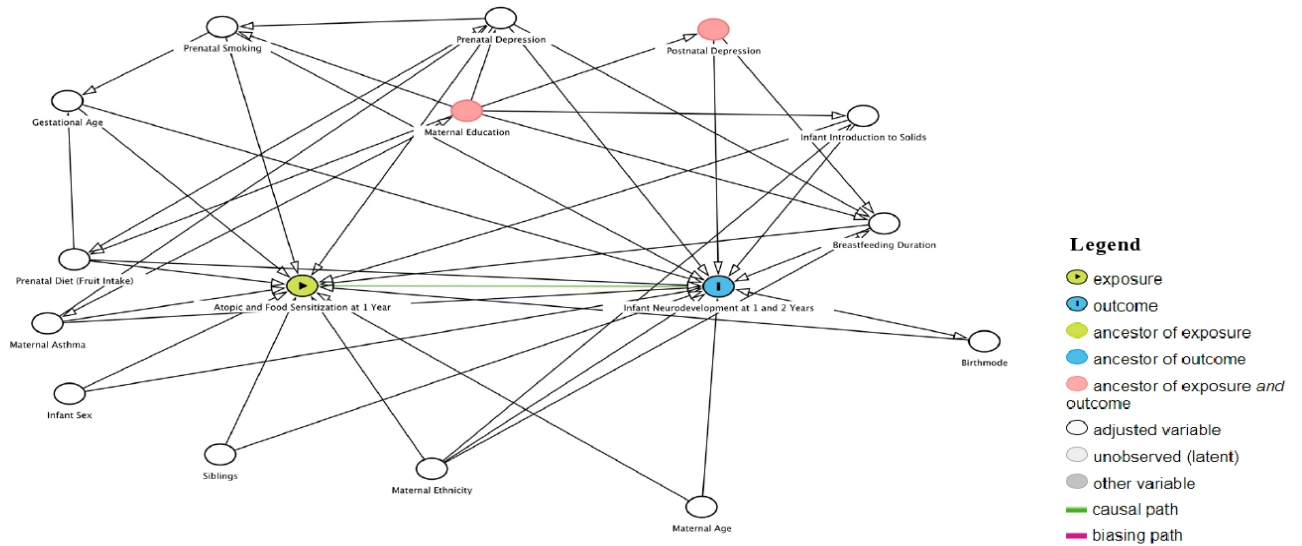 Prenatal Smoking
Prenatal Depression
Postnatal Depression
Gestational Age
Maternal Education
Infant Introduction to Solids
Breastfeeding Duration
Prenatal Diet (Fruit Intake)
Atopic and Food Sensitization at 1 Year
Infant Neurodevelopment at 1 and 2 Years
Maternal Asthma
Birthmode
Infant Sex
Siblings
Maternal Ethnicity
Maternal Age
Legend
exposure
outcome
ancestor of exposure
ancestor of outcome
ancestor of exposure and
outcome
adjusted variable
unobserved (latent)
other variable
causal path
biasing path